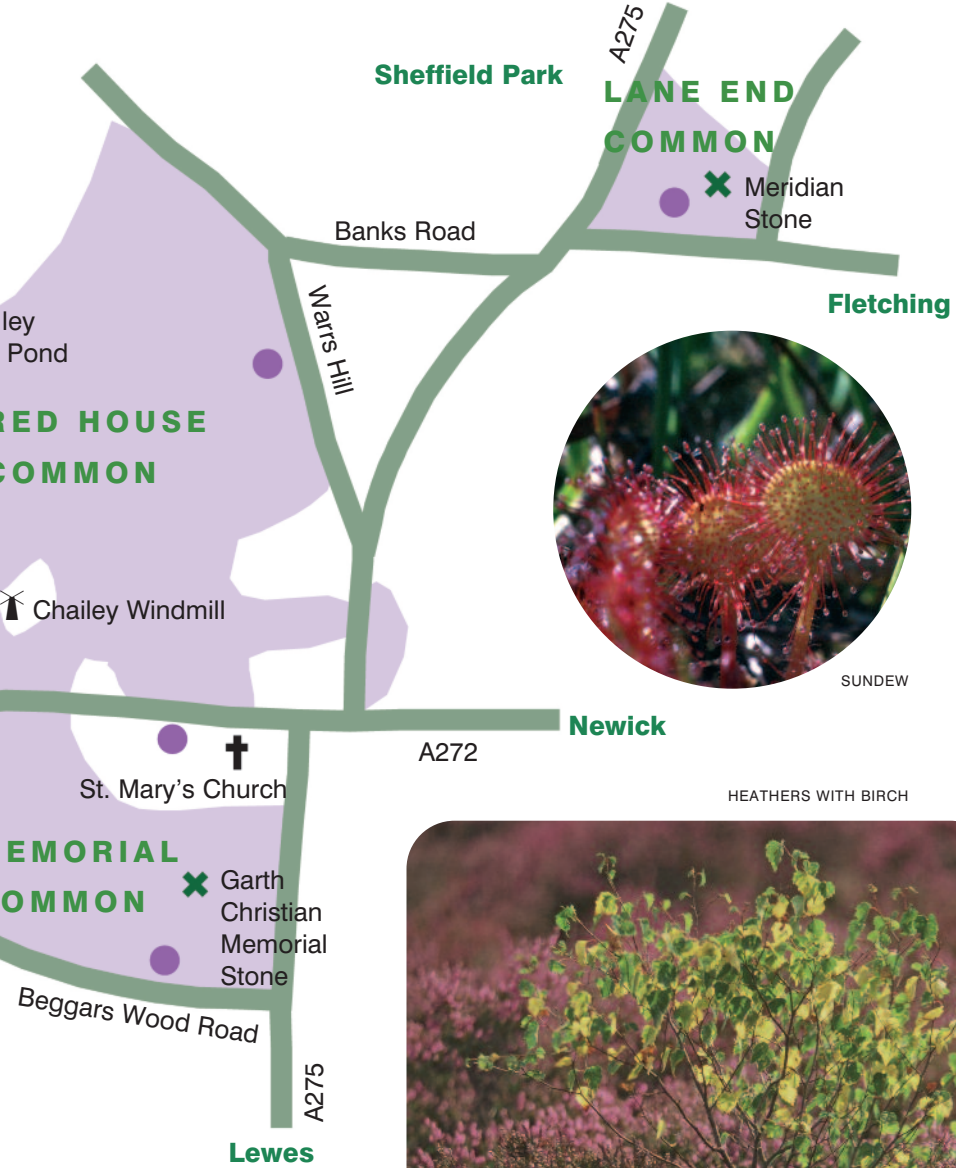 A275
Sheffield Park
LANE END
COMMON
Meridian
Stone
Banks Road
Fletching
Warrs Hill
ley
Pond
RED HOUSE
COMMON
Chailey Windmill
SUNDEW
Newick
A272
St. Mary's Church
HEATHERS WITH BIRCH
EMORIAL
OMMON
Garth
Christian
Memorial
Stone
Beggars Wood Road
A275
Lewes